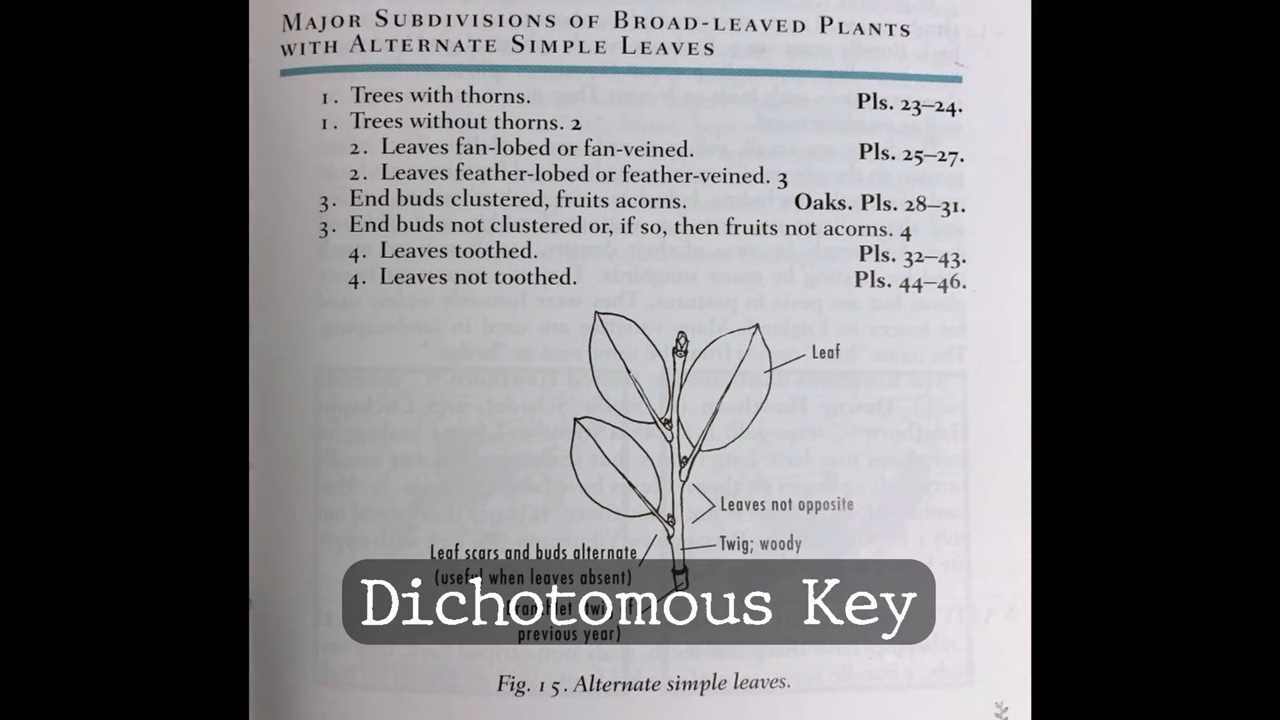 MAJOR SUBDIVISIONS OF BROAD-LEAVED PLANTS
WITH ALTERNATE SIMPLE LEAVES
1. Trees with thorns. Pls. 23–24.
1. Trees without thorns. 2
2. Leaves fan-lobed or fan-veined. Pls. 25–27.
2. Leaves feather-lobed or feather-veined. 3
3. End buds clustered, fruits acorns. Oaks. Pls. 28–31.
3. End buds not clustered or, if so, then fruits not acorns. 4
4. Leaves toothed. Pls. 32–43.
4. Leaves not toothed. Pls. 44–46.
Leaf
Leaves not opposite
Twig; woody
Leaf scars and buds alternate
(useful when leaves absent)
Branchlet (twig of
previous year)
Dichotomous Key
Fig. 15. Alternate simple leaves.